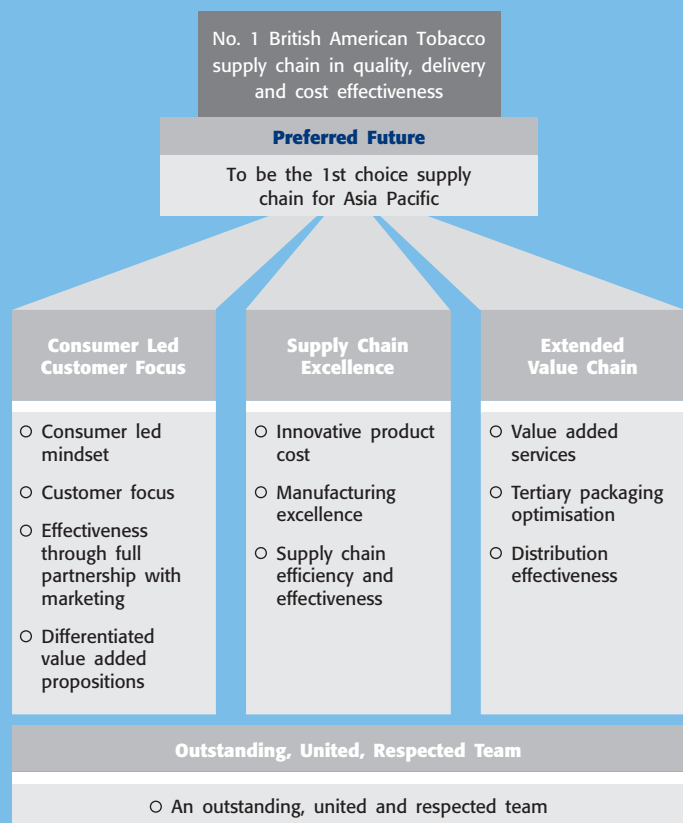 No. 1 British American Tobacco
supply chain in quality, delivery
and cost effectiveness
Preferred Future
To be the 1st choice supply
chain for Asia Pacific
Consumer Led
Customer Focus
○ Consumer led
mindset
○ Customer focus
○ Effectiveness
through full
partnership with
marketing
○ Differentiated
value added
propositions
Supply Chain
Excellence
○ Innovative product
cost
○ Manufacturing
excellence
○ Supply chain
efficiency and
effectiveness
Extended
Value Chain
○ Value added
services
○ Tertiary packaging
optimisation
○ Distribution
effectiveness
Outstanding, United, Respected Team
○ An outstanding, united and respected team